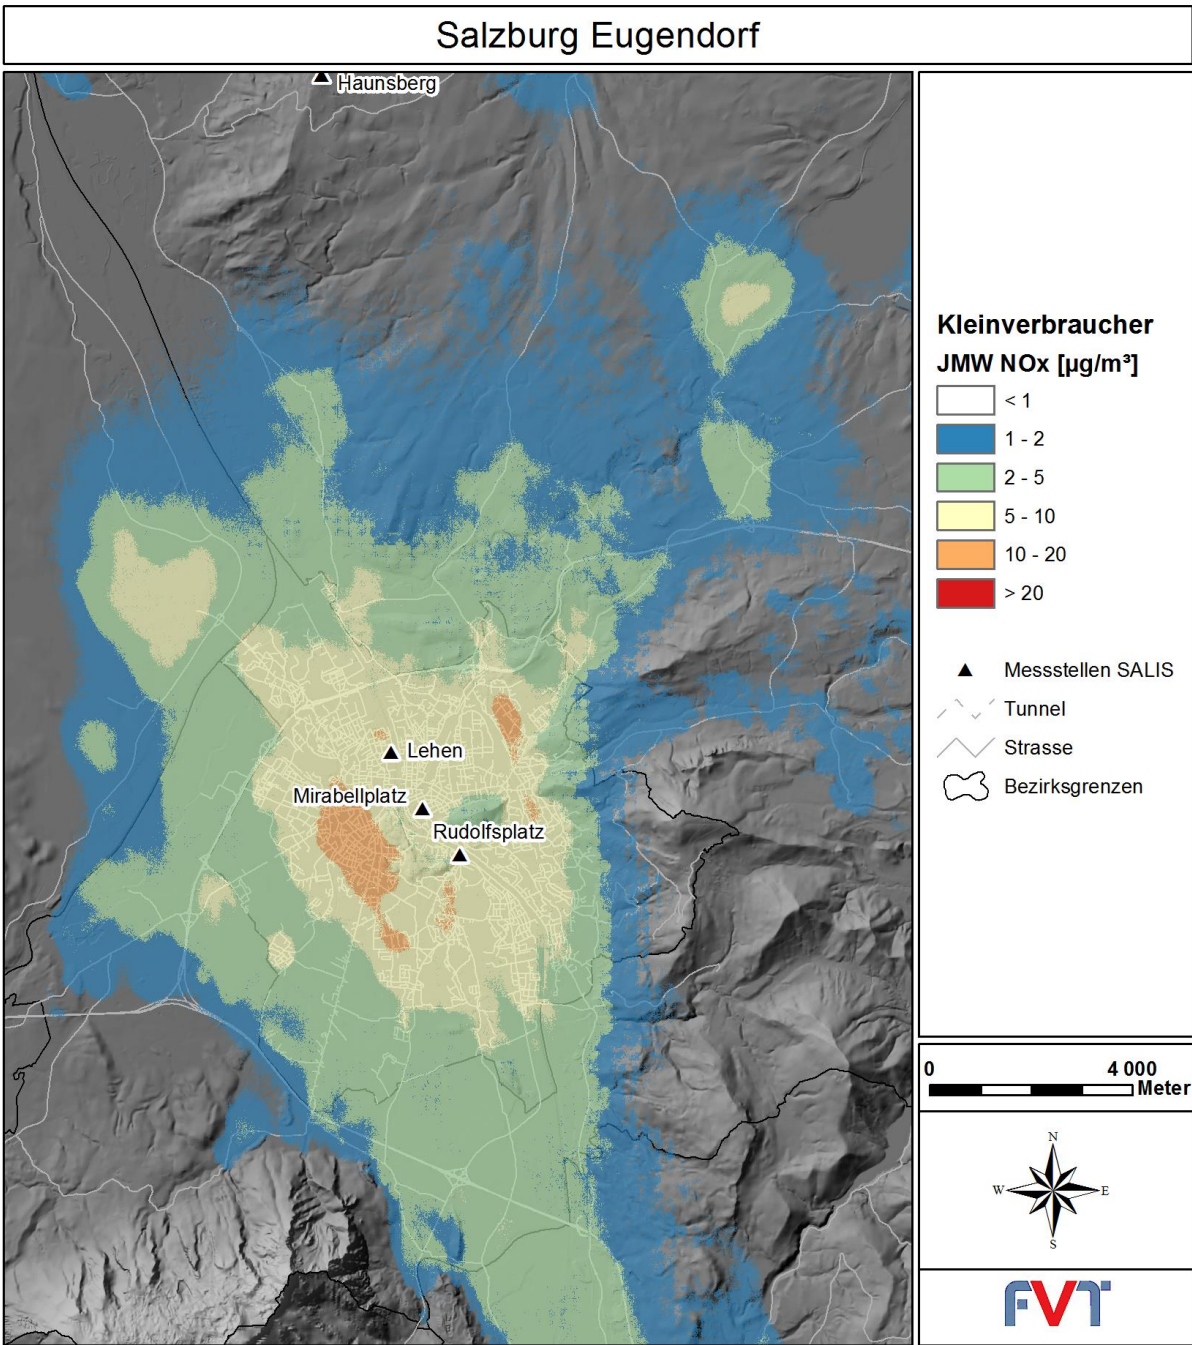 Salzburg Eugendorf
Haunsberg
Lehen
Mirabellplatz
Rudolfsplatz
Kleinverbraucher
JMW NOx [µg/m³]
< 1
1 - 2
2 - 5
5 - 10
10 - 20
> 20
Messstellen SALIS
Tunnel
Strasse
Bezirksgrenzen
0 4 000
Meter
N
W E
S
FVT